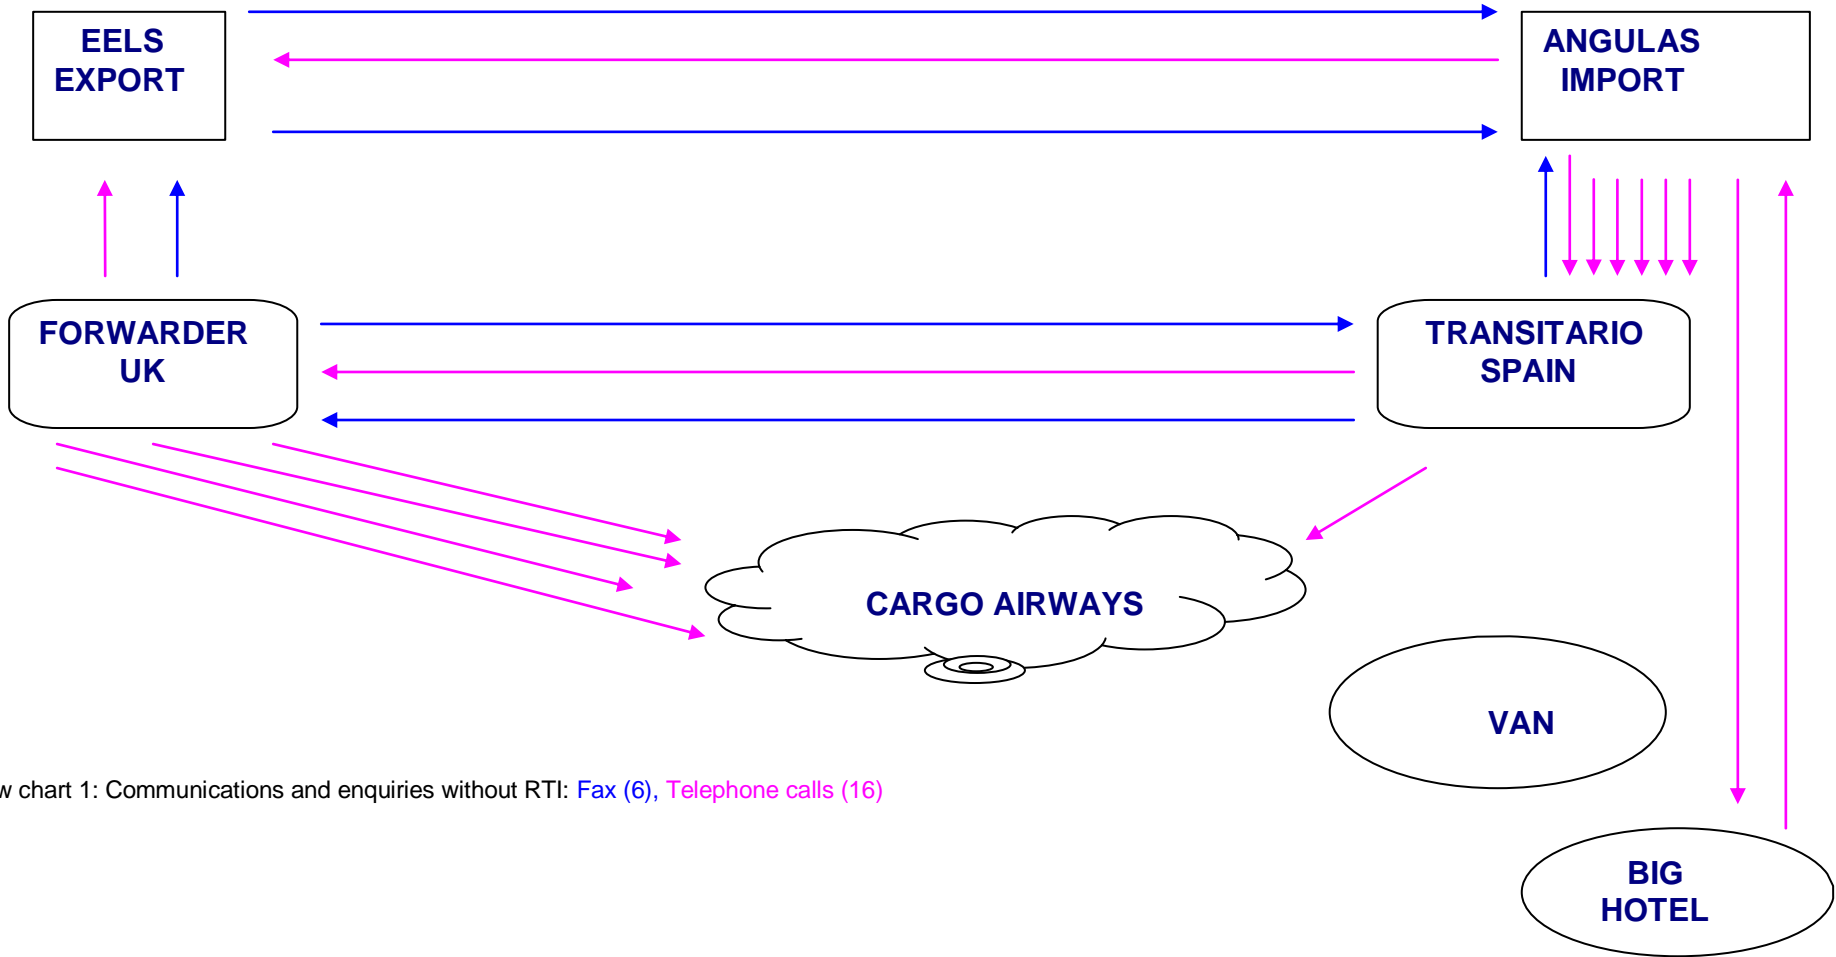 EELS
EXPORT
ANGULAS
IMPORT
FORWARDER
UK
TRANSITARIO
SPAIN
CARGO AIRWAYS
VAN
w chart 1: Communications and enquiries without RTI: Fax (6), Telephone calls (16)
BIG
HOTEL